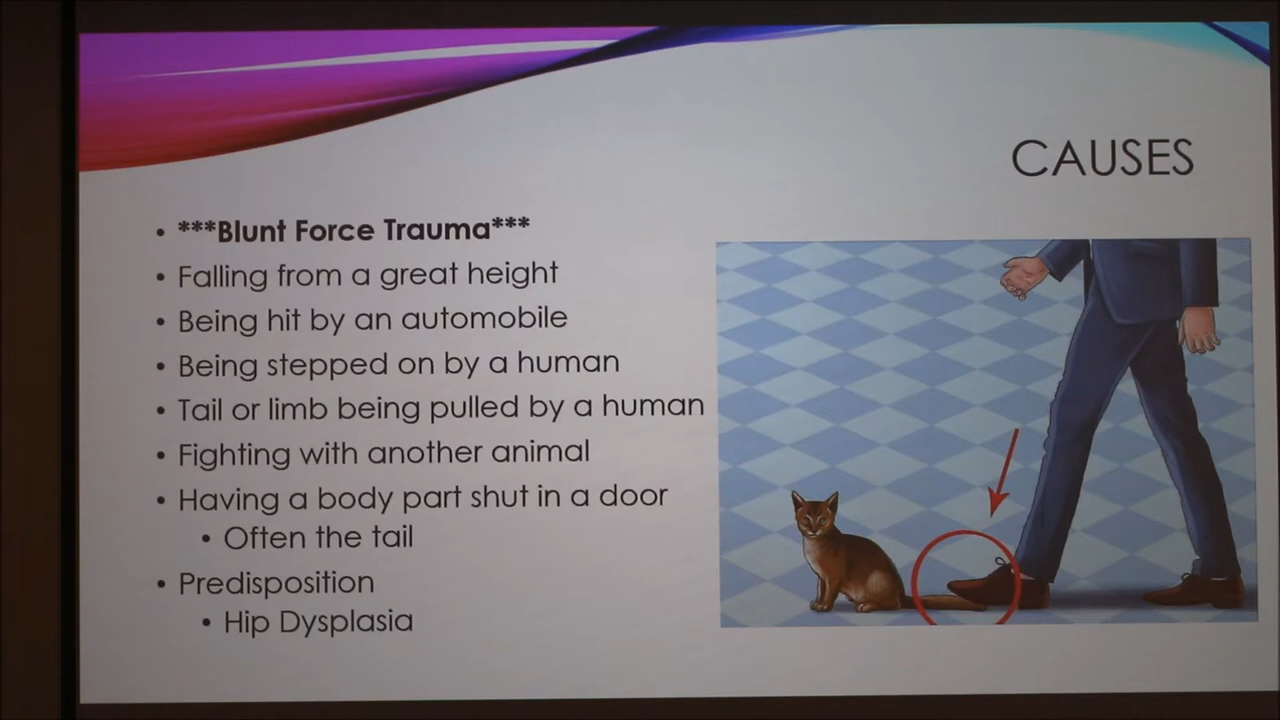 CAUSES
• ***Blunt Force Trauma***
• Falling from a great height
• Being hit by an automobile
• Being stepped on by a human
• Tail or limb being pulled by a human
• Fighting with another animal
• Having a body part shut in a door
• Often the tail
• Predisposition
• Hip Dysplasia